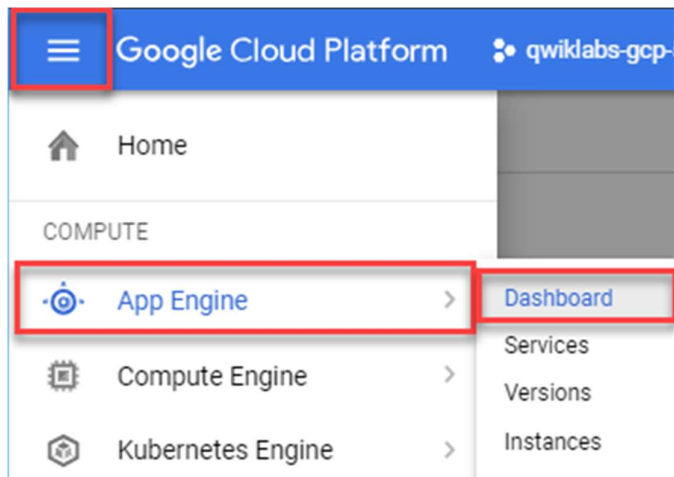 Google Cloud Platform qwiklabs-gcp-
Home
COMPUTE
App Engine
Dashboard
Services
Compute Engine
Versions
Instances
Kubernetes Engine